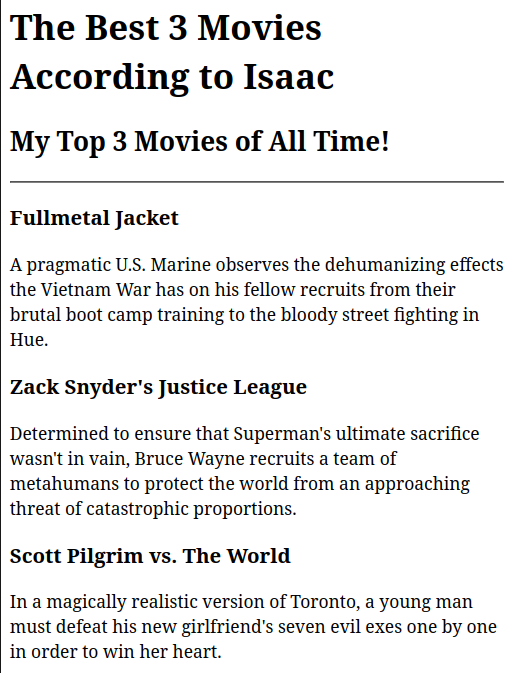 The Best 3 Movies
According to Isaac
My Top 3 Movies of All Time!
Fullmetal Jacket
A pragmatic U.S. Marine observes the dehumanizing effects
the Vietnam War has on his fellow recruits from their
brutal boot camp training to the bloody street fighting in
Hue.
Zack Snyder's Justice League
Determined to ensure that Superman's ultimate sacrifice
wasn't in vain, Bruce Wayne recruits a team of
metahumans to protect the world from an approaching
threat of catastrophic proportions.
Scott Pilgrim vs. The World
In a magically realistic version of Toronto, a young man
must defeat his new girlfriend's seven evil exes one by one
in order to win her heart.